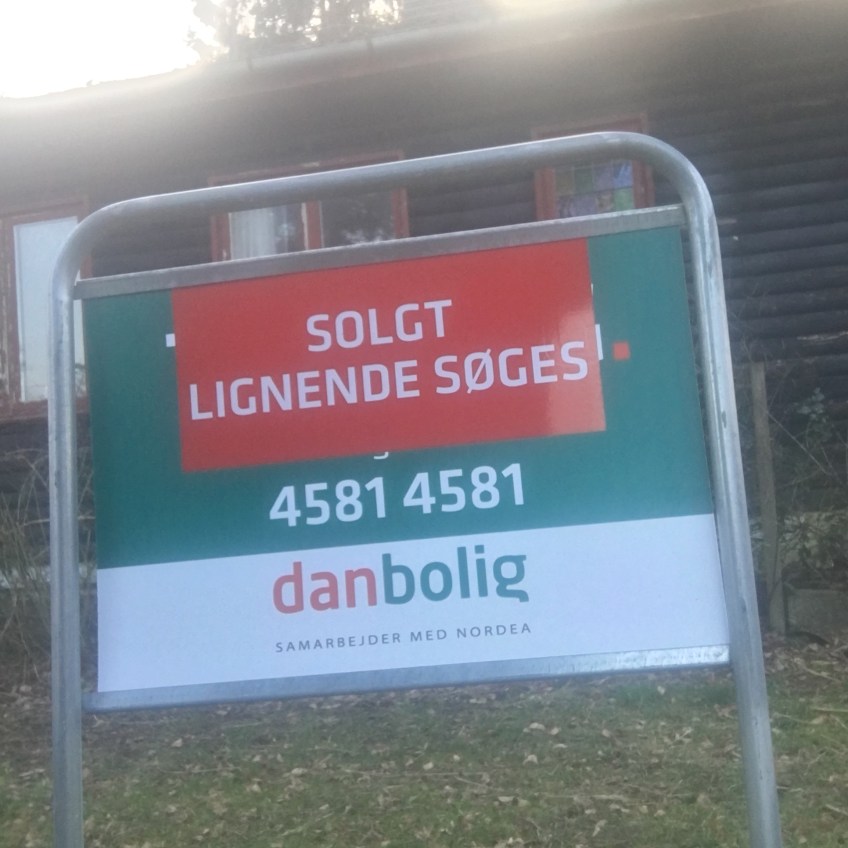 SOLGT
LIGNENDE SØGES
4581 4581
danbolig
SAMARBEJDER MED NORDEA